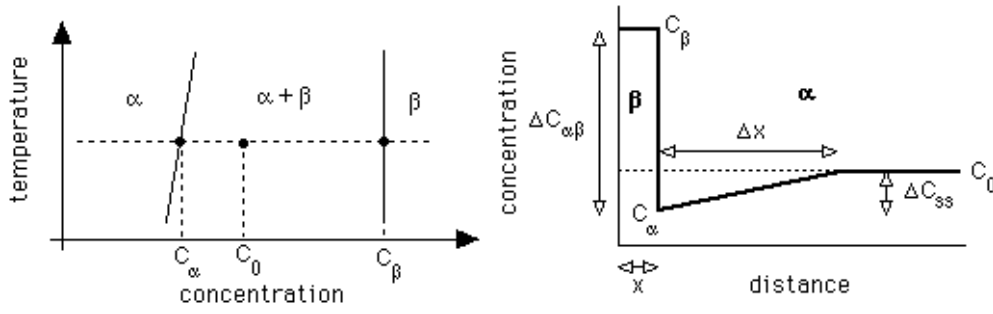 temperature
α
α + β
β
C_α
C_0
C_β
concentration
concentration
C_β
β
α
ΔC_αβ
Δx
C_0
C_α
ΔC_ss
x
distance